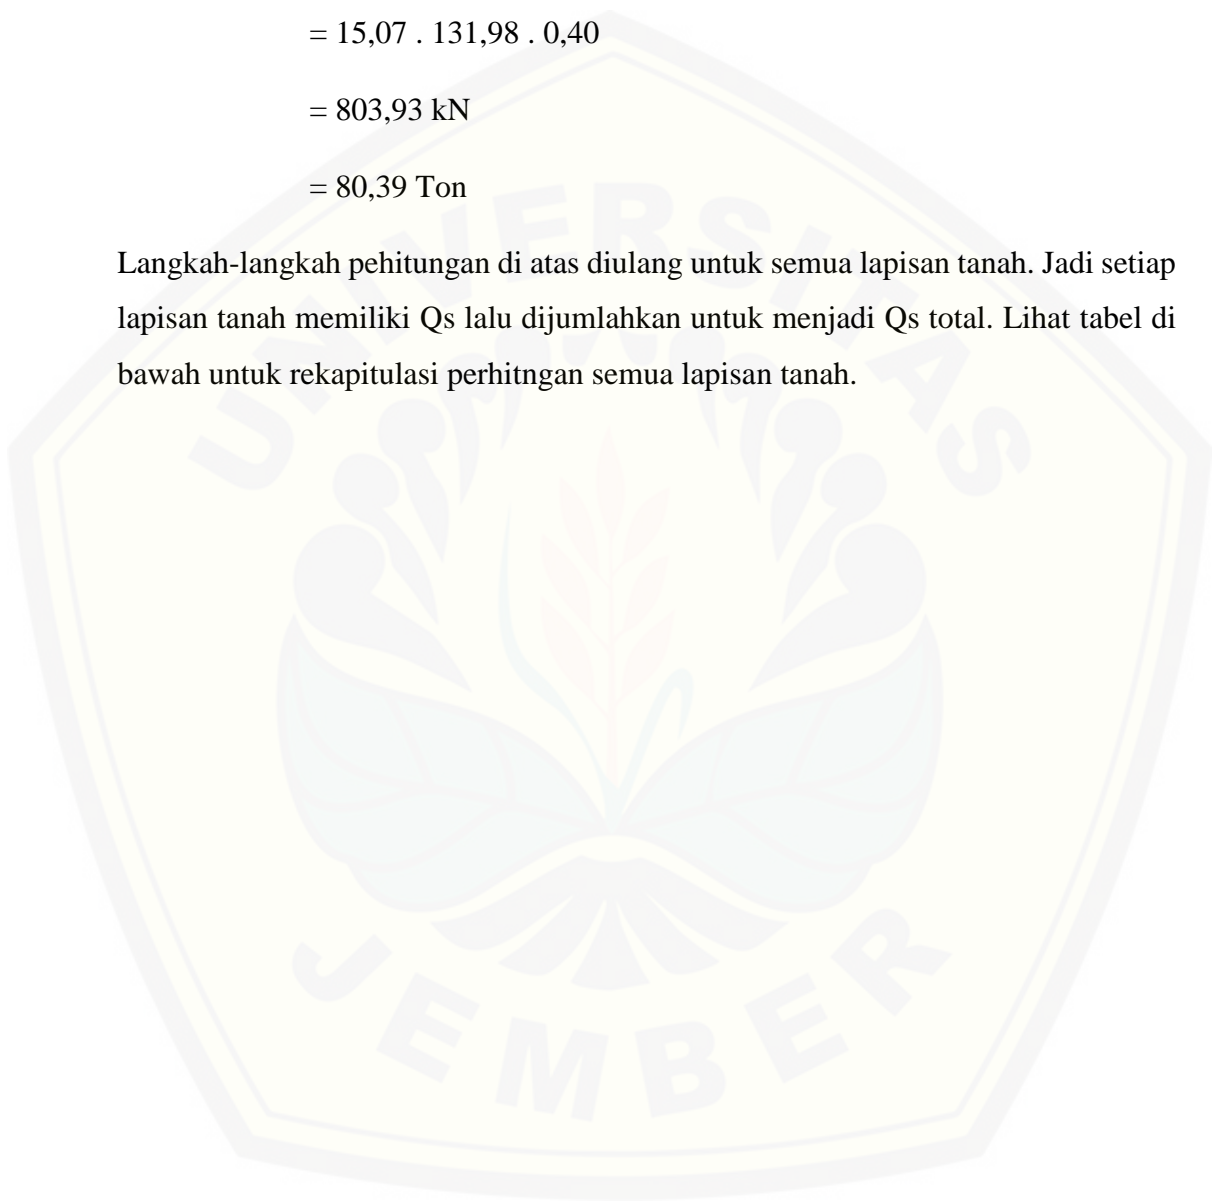 = 15,07 . 131,98 . 0,40
= 803,93 kN
= 80,39 Ton
Langkah-langkah pehitungan di atas diulang untuk semua lapisan tanah. Jadi setiap
lapisan tanah memiliki Qs lalu dijumlahkan untuk menjadi Qs total. Lihat tabel di
bawah untuk rekapitulasi perhitngan semua lapisan tanah.
UNIVERSITAS
JEMBER